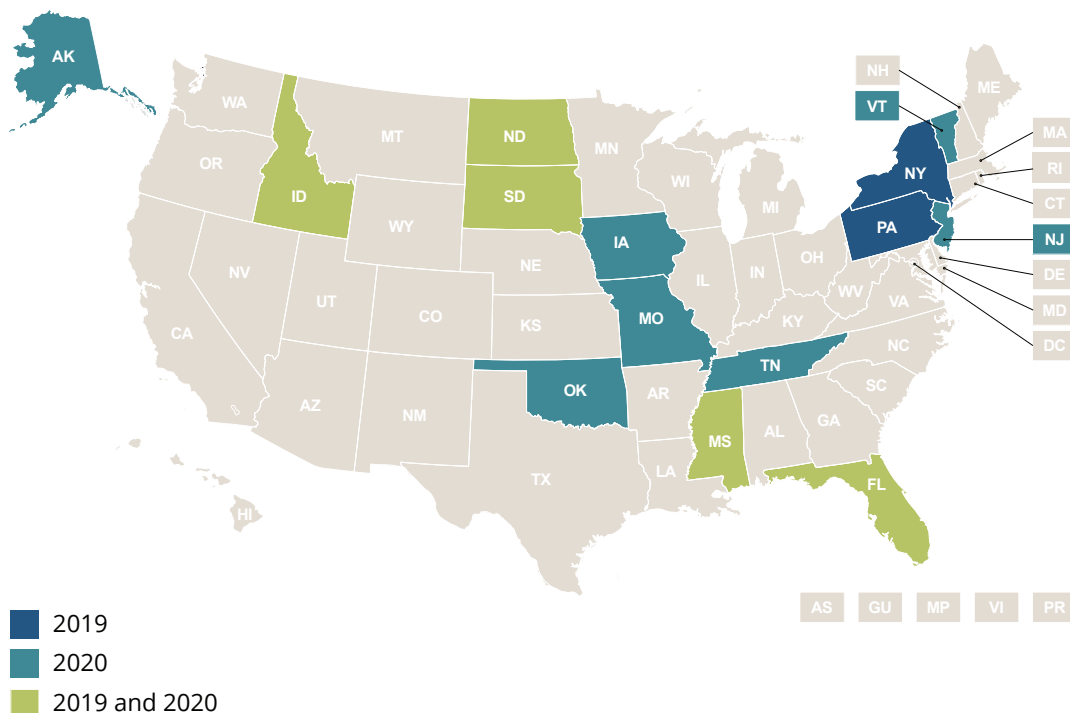 AK
WA
MT
ND
MN
NH
ME
VT
MA
OR
ID
SD
WI
MI
NY
RI
CT
WY
IA
PA
NJ
NV
NE
IL
IN
OH
DE
UT
CO
KS
MO
WV
VA
MD
CA
KY
DC
AZ
NM
OK
TN
NC
AR
SC
MS
AL
GA
TX
LA
FL
HI
AS
GU
MP
VI
PR
2019
2020
2019 and 2020